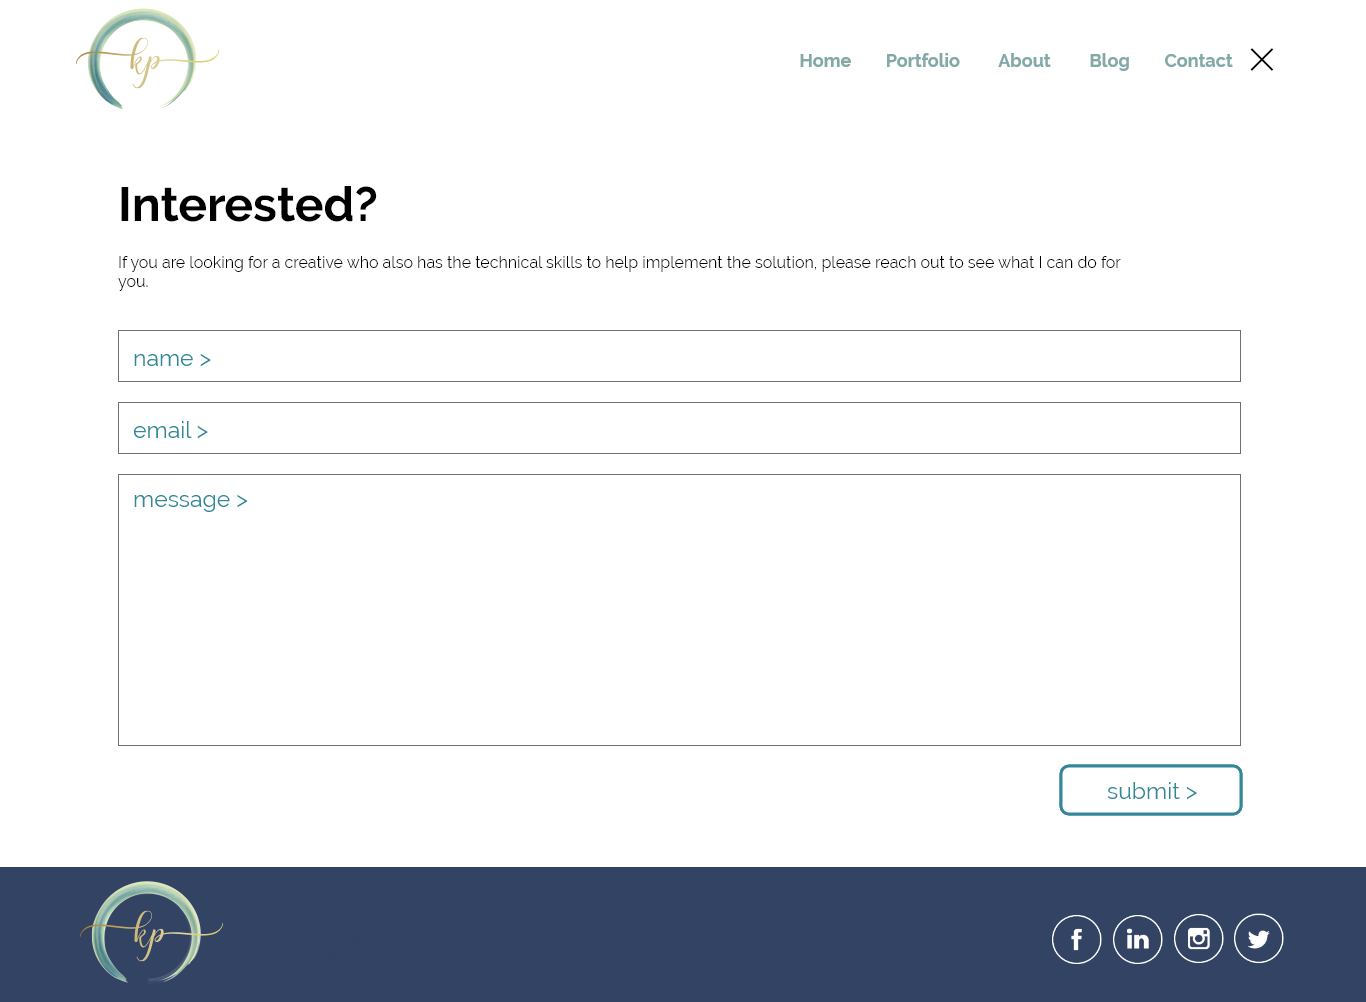 kp
Home Portfolio About Blog Contact
Interested?
If you are looking for a creative who also has the technical skills to help implement the solution, please reach out to see what I can do for
you.
name >
email >
message >
submit >
kp
f in